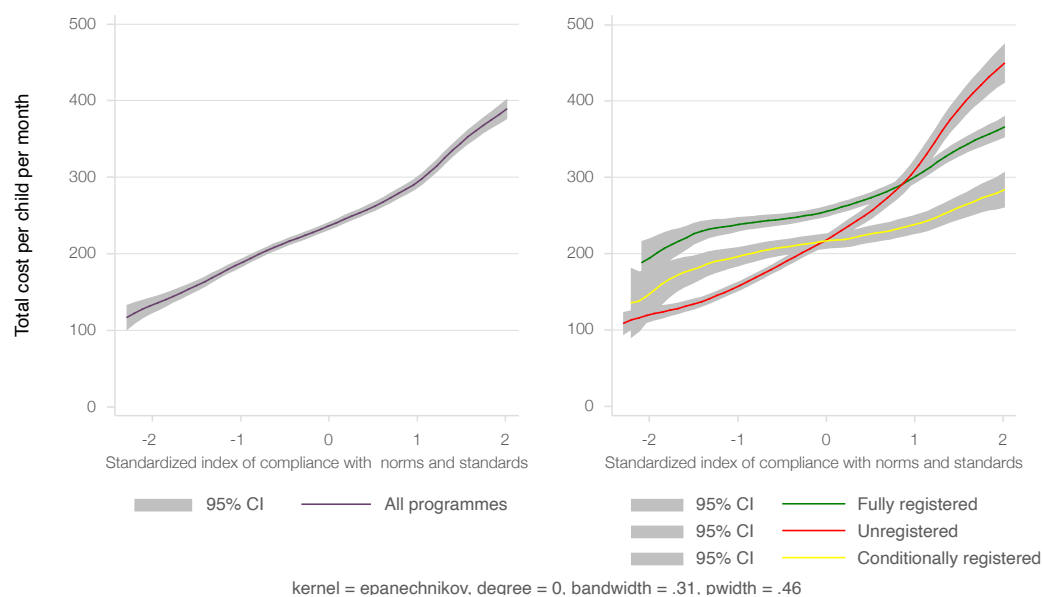 Total cost per child per month
500
400
300
200
100
0
-2 -1 0 1 2
Standardized index of compliance with norms and standards
95% CI All programmes
500
400
300
200
100
0
-2 -1 0 1 2
Standardized index of compliance with norms and standards
95% CI Fully registered
95% CI Unregistered
95% CI Conditionally registered
kernel = epanechnikov, degree = 0, bandwidth = .31, pwidth = .46